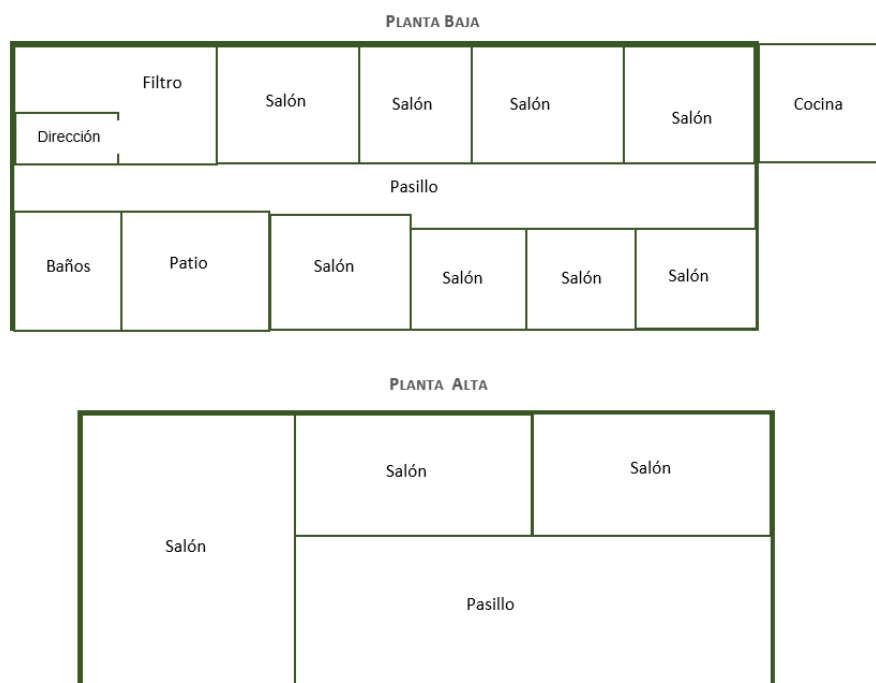 PLANTA BAJA
Filtro
Salón
Salón
Salón
Salón
Cocina
Dirección
Pasillo
Baños
Patio
Salón
Salón
Salón
Salón
PLANTA ALTA
Salón
Salón
Salón
Pasillo